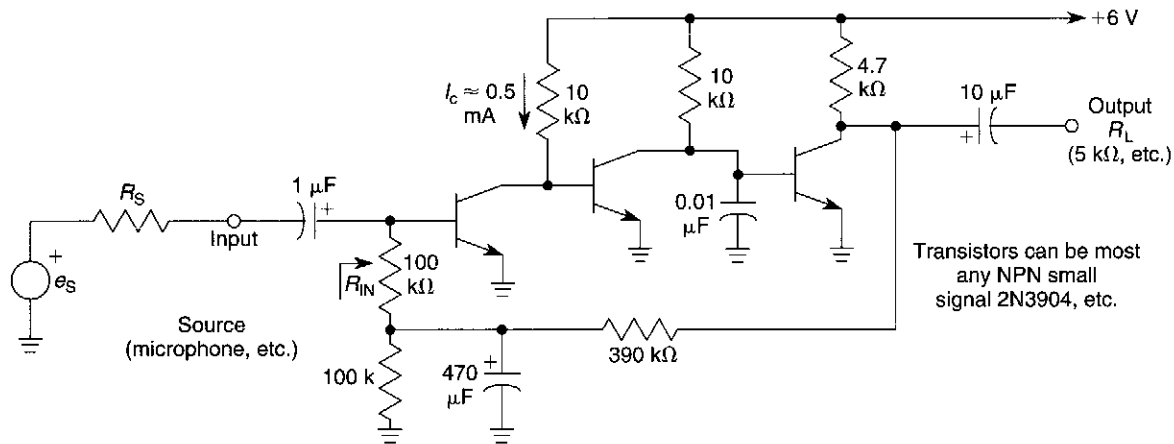 +6 V
I_c ≈ 0.5
mA
10
kΩ
10
kΩ
4.7
kΩ
10 μF
+
Output
R_L
(5 kΩ, etc.)
R_S
1 μF
+
Input
0.01
μF
+
e_S
R_IN
100
kΩ
Transistors can be most
any NPN small
signal 2N3904, etc.
Source
(microphone, etc.)
390 kΩ
100 k
+
470
μF